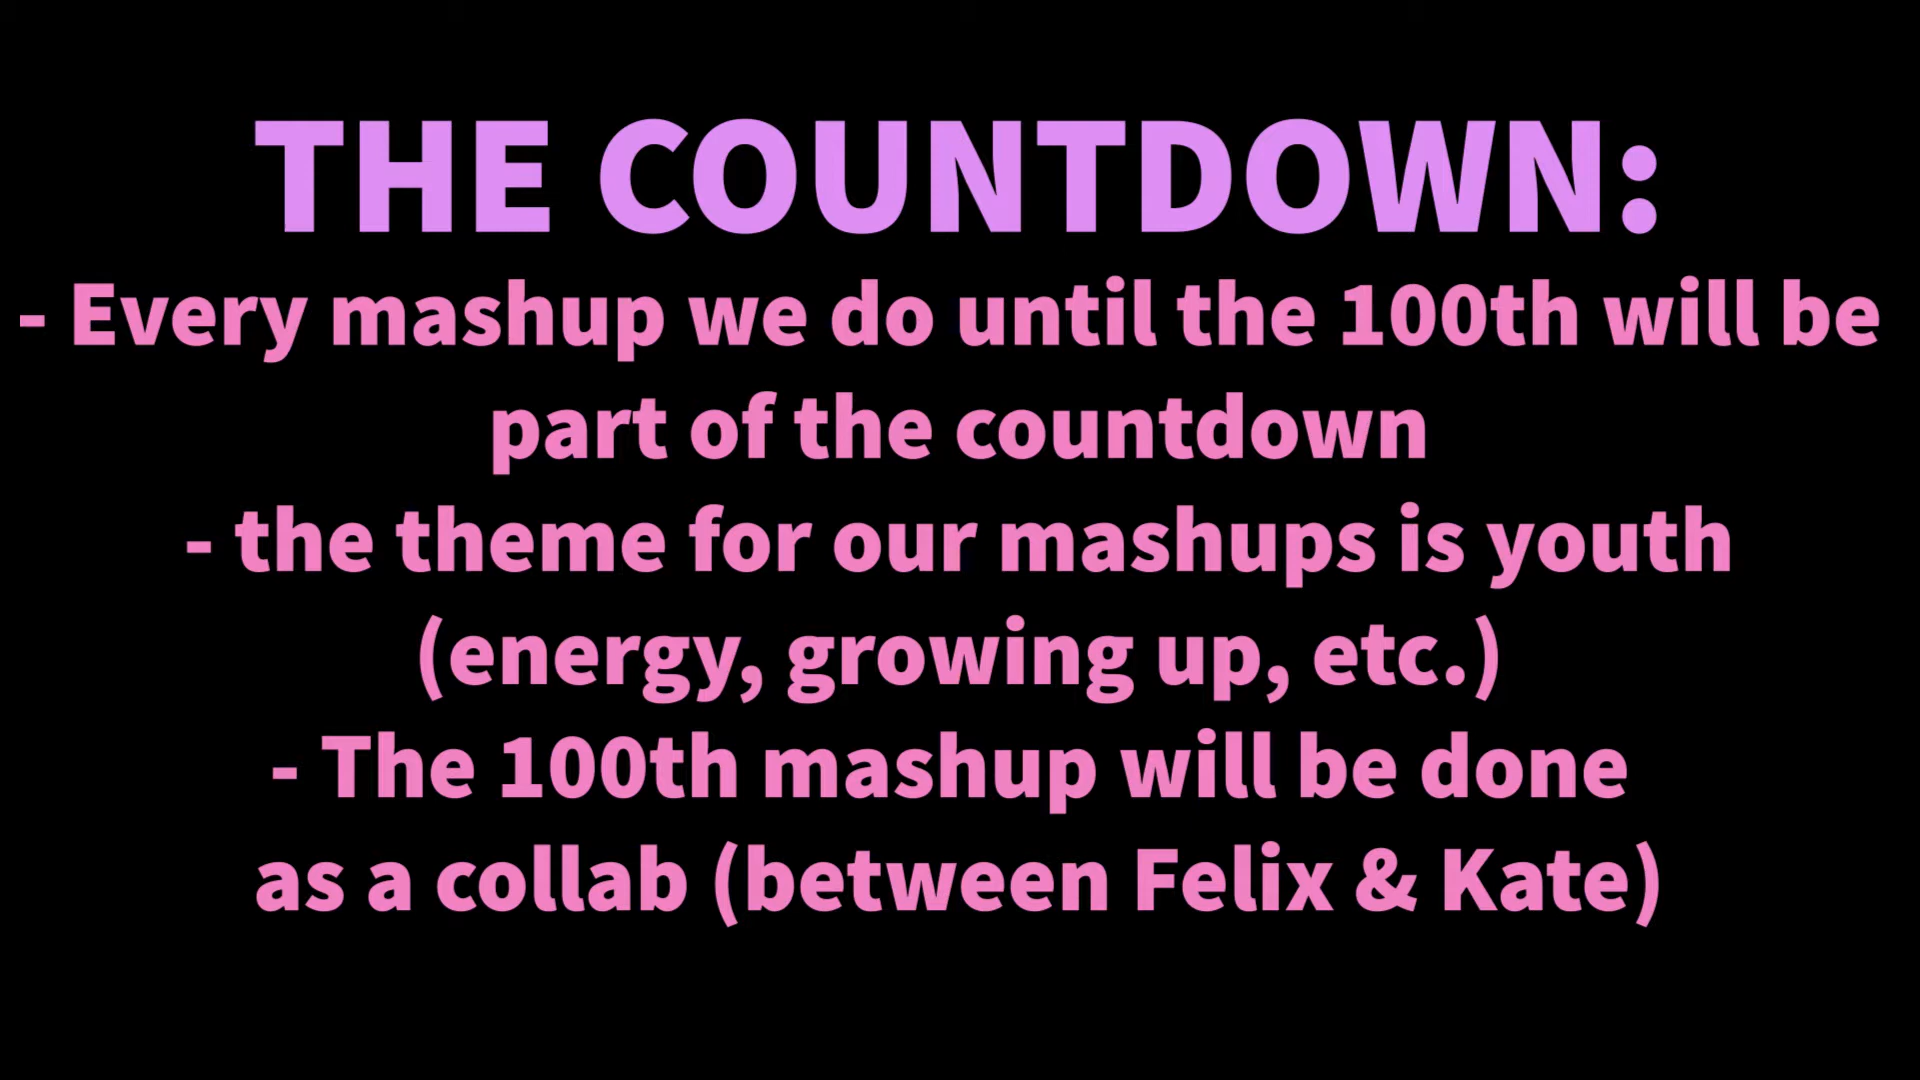 THE COUNTDOWN:
- Every mashup we do until the 100th will be
part of the countdown
- the theme for our mashups is youth
(energy, growing up, etc.)
- The 100th mashup will be done
as a collab (between Felix & Kate)